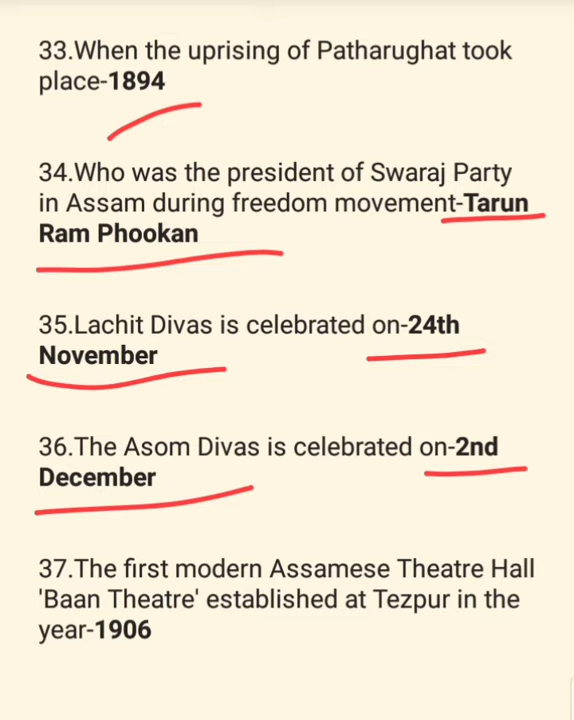 33.When the uprising of Patharughat took
place-1894
34.Who was the president of Swaraj Party
in Assam during freedom movement-Tarun
Ram Phookan
35.Lachit Divas is celebrated on-24th
November
36.The Asom Divas is celebrated on-2nd
December
37.The first modern Assamese Theatre Hall
'Baan Theatre' established at Tezpur in the
year-1906